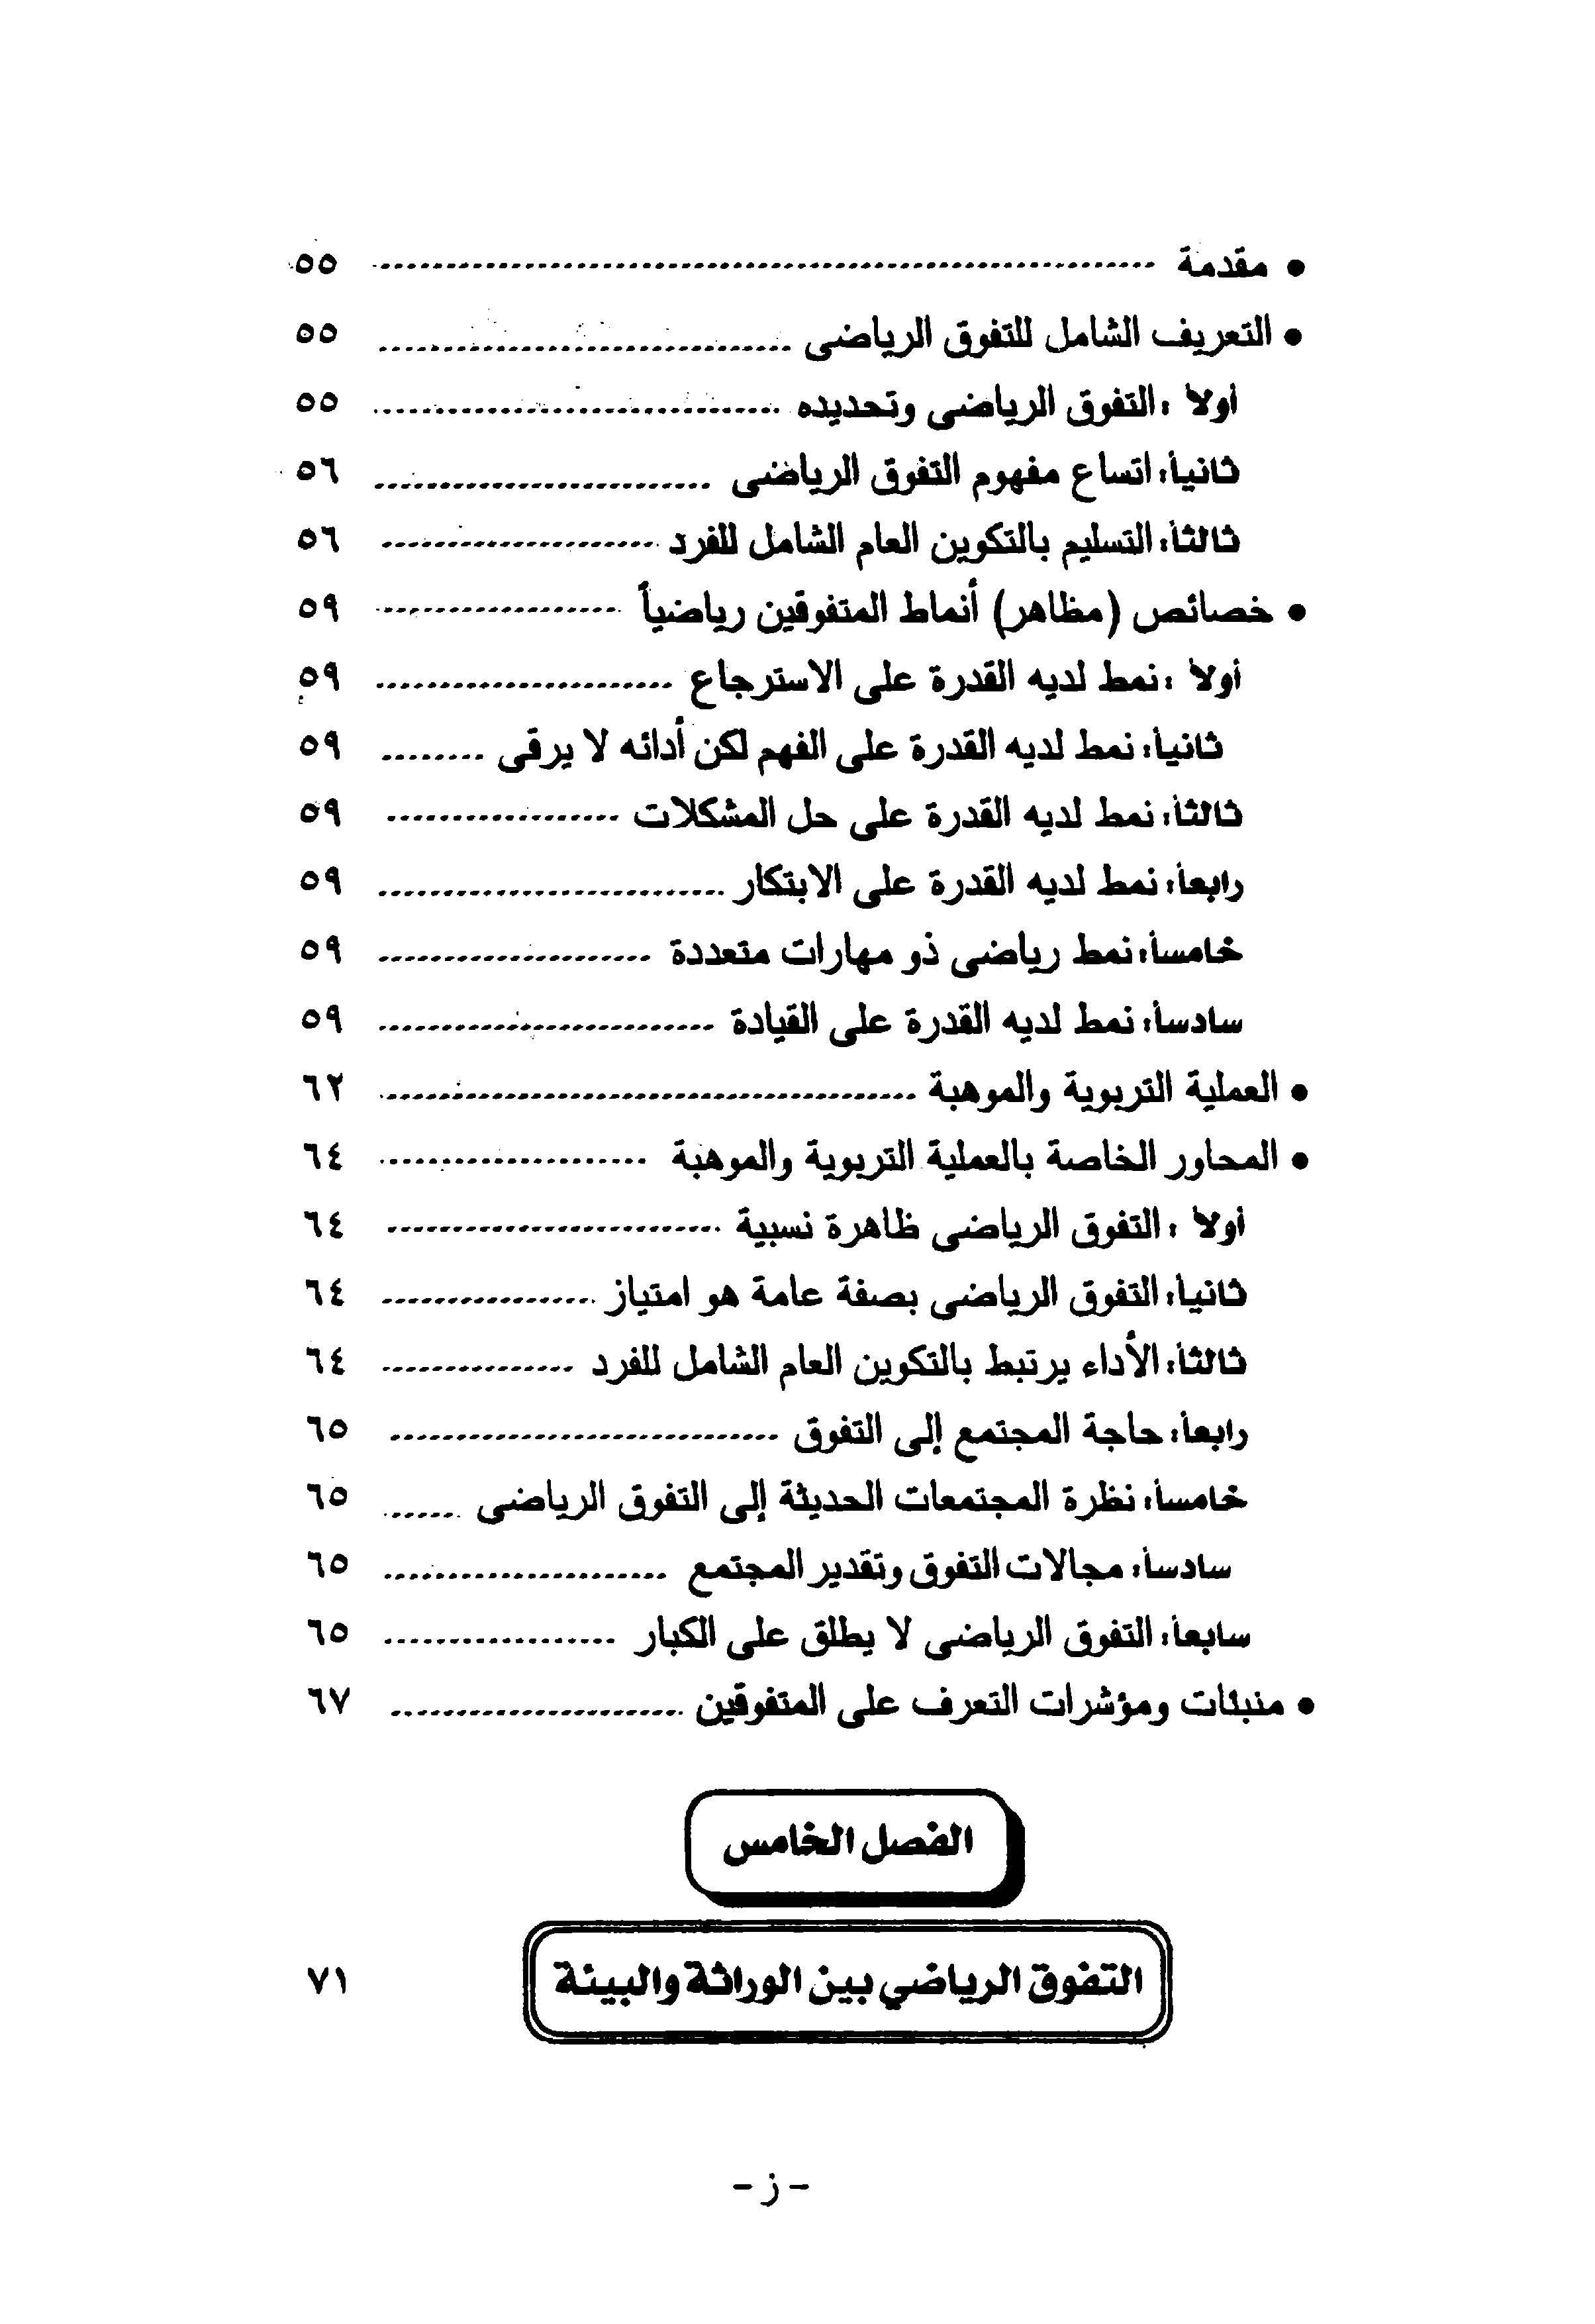 • مقدمة ........ ٥٥
• التعريف الشامل للتفوق الرياضى ........ ٥٥
أولاً : التفوق الرياضى وتحديده ........ ٥٥
ثانياً: اتساع مفهوم التفوق الرياضى ........ ٥٦
ثالثاً: التسليم بالتكوين العام الشامل للفرد ........ ٥٦
• خصائص (مظاهر) أنماط المتفوقين رياضياً ........ ٥٩
أولاً : نمط لديه القدرة على الاسترجاع ........ ٥٩
ثانياً: نمط لديه القدرة على الفهم لكن أدائه لا يرقى ........ ٥٩
ثالثاً: نمط لديه القدرة على حل المشكلات ........ ٥٩
رابعاً: نمط لديه القدرة على الابتكار ........ ٥٩
خامساً: نمط رياضى ذو مهارات متعددة ........ ٥٩
سادساً: نمط لديه القدرة على القيادة ........ ٥٩
• العملية التربوية والموهبة ........ ٦٢
• المحاور الخاصة بالعملية التربوية والموهبة ........ ٦٤
أولاً : التفوق الرياضى ظاهرة نسبية ........ ٦٤
ثانياً: التفوق الرياضى بصفة عامة هو امتياز ........ ٦٤
ثالثاً: الأداء يرتبط بالتكوين العام الشامل للفرد ........ ٦٤
رابعاً: حاجة المجتمع إلى التفوق ........ ٦٥
خامساً: نظرة المجتمعات الحديثة إلى التفوق الرياضى ........ ٦٥
سادساً: مجالات التفوق وتقدير المجتمع ........ ٦٥
سابعاً: التفوق الرياضى لا يطلق على الكبار ........ ٦٥
• منبئات ومؤشرات التعرف على المتفوقين ........ ٦٧
الفصل الخامس
التفوق الرياضي بين الوراثة والبيئة ٧١
- ز -